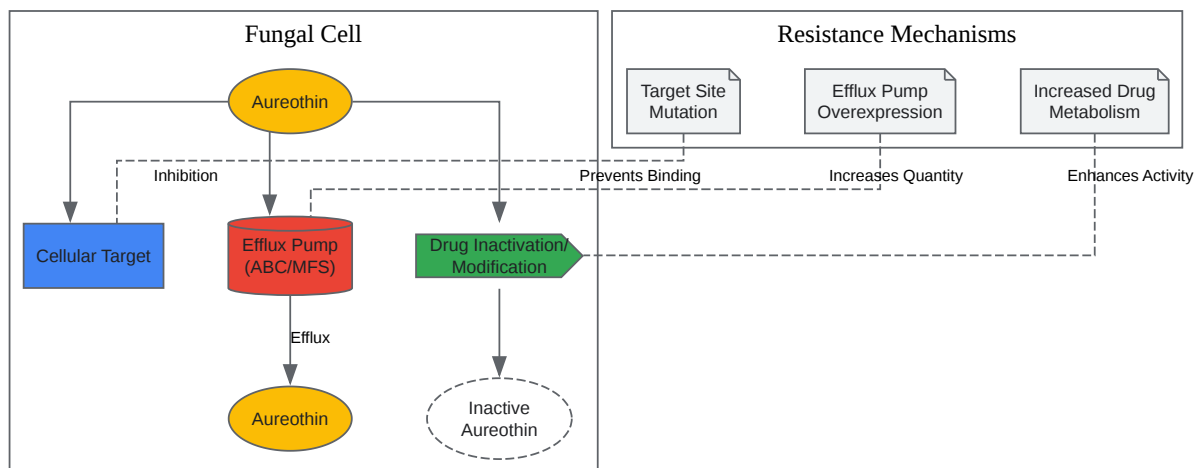 Fungal Cell
Resistance Mechanisms
Aureothin
Target Site
Mutation
Efflux Pump
Overexpression
Increased Drug
Metabolism
Inhibition
Prevents Binding
Increases Quantity
Enhances Activity
Cellular Target
Efflux Pump
(ABC/MFS)
Drug Inactivation/
Modification
Efflux
Aureothin
Inactive
Aureothin